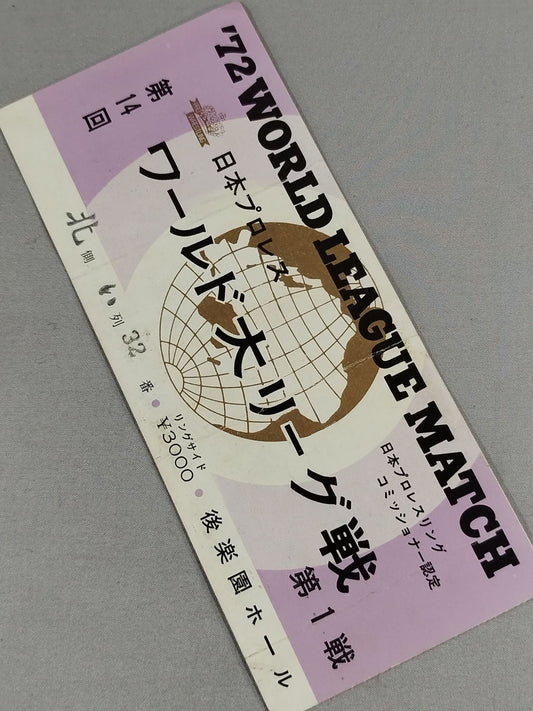 '72 WORLD LEAGUE MATCH
第14回
日本プロレス
ワールド大リーグ戦
第1戦
日本プロレスリング
コミッショナー認定
北側 い列 32番 ● リングサイド ¥3000 ● 後楽園ホール